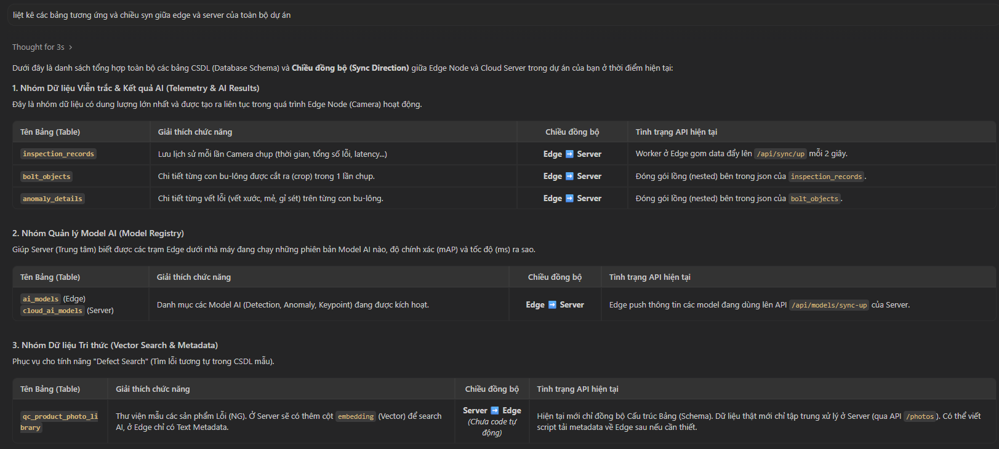 liệt kê các bảng tương ứng và chiều syn giữa edge và server của toàn bộ dự án
Thought for 3s >
Dưới đây là danh sách tổng hợp toàn bộ các bảng CSDL (Database Schema) và Chiều đồng bộ (Sync Direction) giữa Edge Node và Cloud Server trong dự án của bạn ở thời điểm hiện tại:
1. Nhóm Dữ liệu Viễn trắc & Kết quả AI (Telemetry & AI Results)
Đây là nhóm dữ liệu có dung lượng lớn nhất và được tạo ra liên tục trong quá trình Edge Node (Camera) hoạt động.
Tên Bảng (Table) Giải thích chức năng Chiều đồng bộ Tình trạng API hiện tại
inspection_records Lưu lịch sử mỗi lần Camera chụp (thời gian, tổng số lỗi, latency...) Edge ➡️ Server Worker ở Edge gom data đẩy lên /api/sync/up mỗi 2 giây.
bolt_objects Chi tiết từng con bu-lông được cắt ra (crop) trong 1 lần chụp. Edge ➡️ Server Đóng gói lồng (nested) bên trong json của inspection_records.
anomaly_details Chi tiết từng vết lỗi (vết xước, mẻ, gỉ sét) trên từng con bu-lông. Edge ➡️ Server Đóng gói lồng (nested) bên trong json của bolt_objects.
2. Nhóm Quản lý Model AI (Model Registry)
Giúp Server (Trung tâm) biết được các trạm Edge dưới nhà máy đang chạy những phiên bản Model AI nào, độ chính xác (mAP) và tốc độ (ms) ra sao.
Tên Bảng (Table) Giải thích chức năng Chiều đồng bộ Tình trạng API hiện tại
ai_models (Edge)
cloud_ai_models (Server)
Danh mục các Model AI (Detection, Anomaly, Keypoint) đang được kích hoạt. Edge ➡️ Server Edge push thông tin các model đang dùng lên API /api/models/sync-up của Server.
3. Nhóm Dữ liệu Tri thức (Vector Search & Metadata)
Phục vụ cho tính năng "Defect Search" (Tìm lỗi tương tự trong CSDL mẫu).
Tên Bảng (Table) Giải thích chức năng Chiều đồng bộ Tình trạng API hiện tại
qc_product_photo_li
brary
Thư viện mẫu các sản phẩm Lỗi (NG). Ở Server sẽ có thêm cột embedding (Vector) để search
AI, ở Edge chỉ có Text Metadata.
Server ➡️ Edge
(Chưa code tự
động)
Hiện tại mới chỉ đồng bộ Cấu trúc Bảng (Schema). Dữ liệu thật mới chỉ tập trung xử lý ở Server (qua API /photos). Có thể viết
script tải metadata về Edge sau nếu cần thiết.